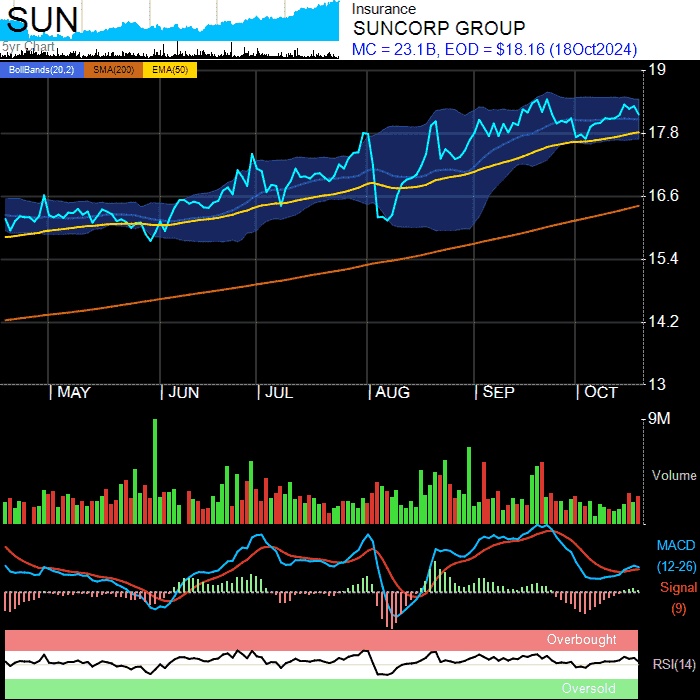 SUN
5yr Chart
Insurance
SUNCORP GROUP
MC = 23.1B, EOD = $18.16 (18Oct2024)
BollBands(20,2) SMA(200) EMA(50)
19
17.8
16.6
15.4
14.2
13
MAY JUN JUL AUG SEP OCT
9M
Volume
MACD
(12-26)
Signal
(9)
Overbought
RSI(14)
Oversold